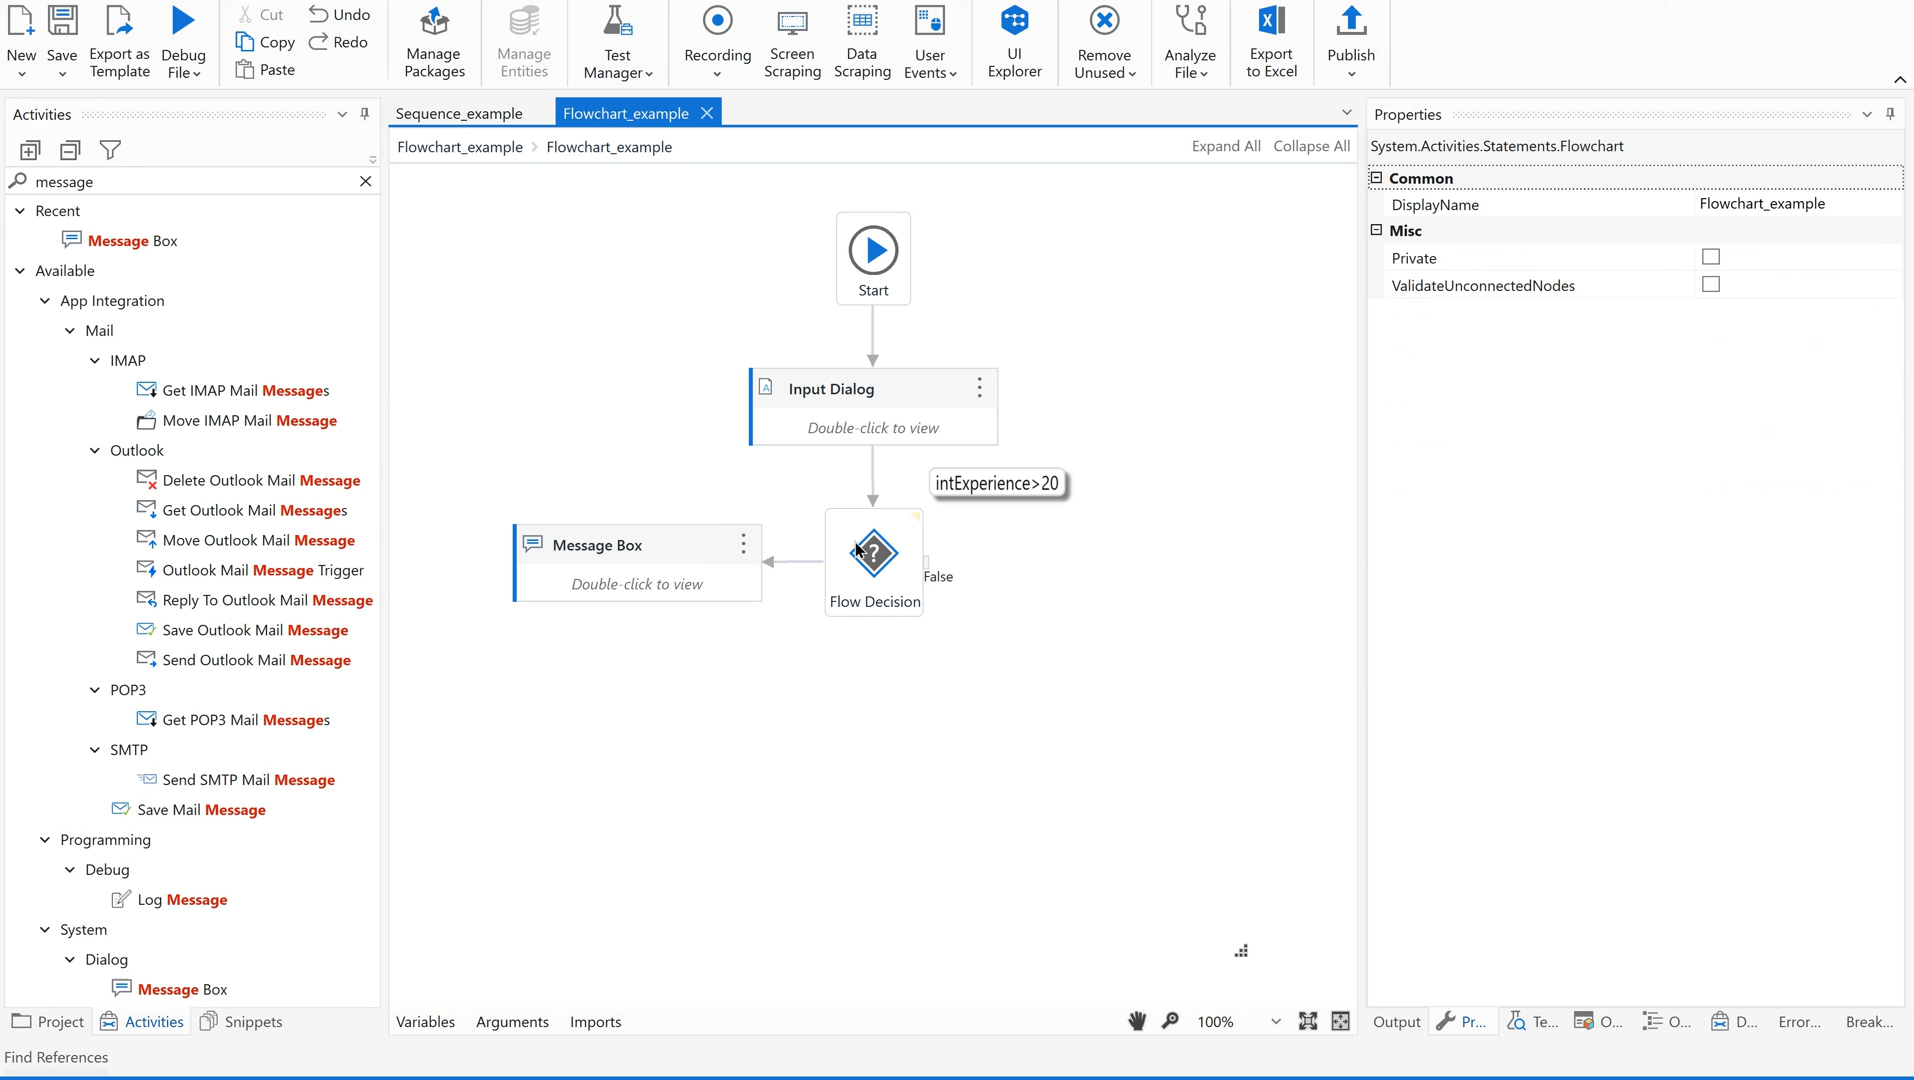 New
Save
Export as
Template
Debug
File
Cut
Copy
Paste
Undo
Redo
Manage
Packages
Manage
Entities
Test
Manager
Recording
Screen
Scraping
Data
Scraping
User
Events
UI
Explorer
Remove
Unused
Analyze
File
Export
to Excel
Publish
Activities
message
Recent
Message Box
Available
App Integration
Mail
IMAP
Get IMAP Mail Messages
Move IMAP Mail Message
Outlook
Delete Outlook Mail Message
Get Outlook Mail Messages
Move Outlook Mail Message
Outlook Mail Message Trigger
Reply To Outlook Mail Message
Save Outlook Mail Message
Send Outlook Mail Message
POP3
Get POP3 Mail Messages
SMTP
Send SMTP Mail Message
Save Mail Message
Programming
Debug
Log Message
System
Dialog
Message Box
Project
Activities
Snippets
Find References
Sequence_example
Flowchart_example
Flowchart_example > Flowchart_example
Expand All
Collapse All
Start
A
Input Dialog
Double-click to view
intExperience>20
Message Box
Double-click to view
?
Flow Decision
False
Variables
Arguments
Imports
100%
Properties
System.Activities.Statements.Flowchart
Common
DisplayName
Flowchart_example
Misc
Private
ValidateUnconnectedNodes
Output
Pr...
Te...
O...
O...
D...
Error...
Break...